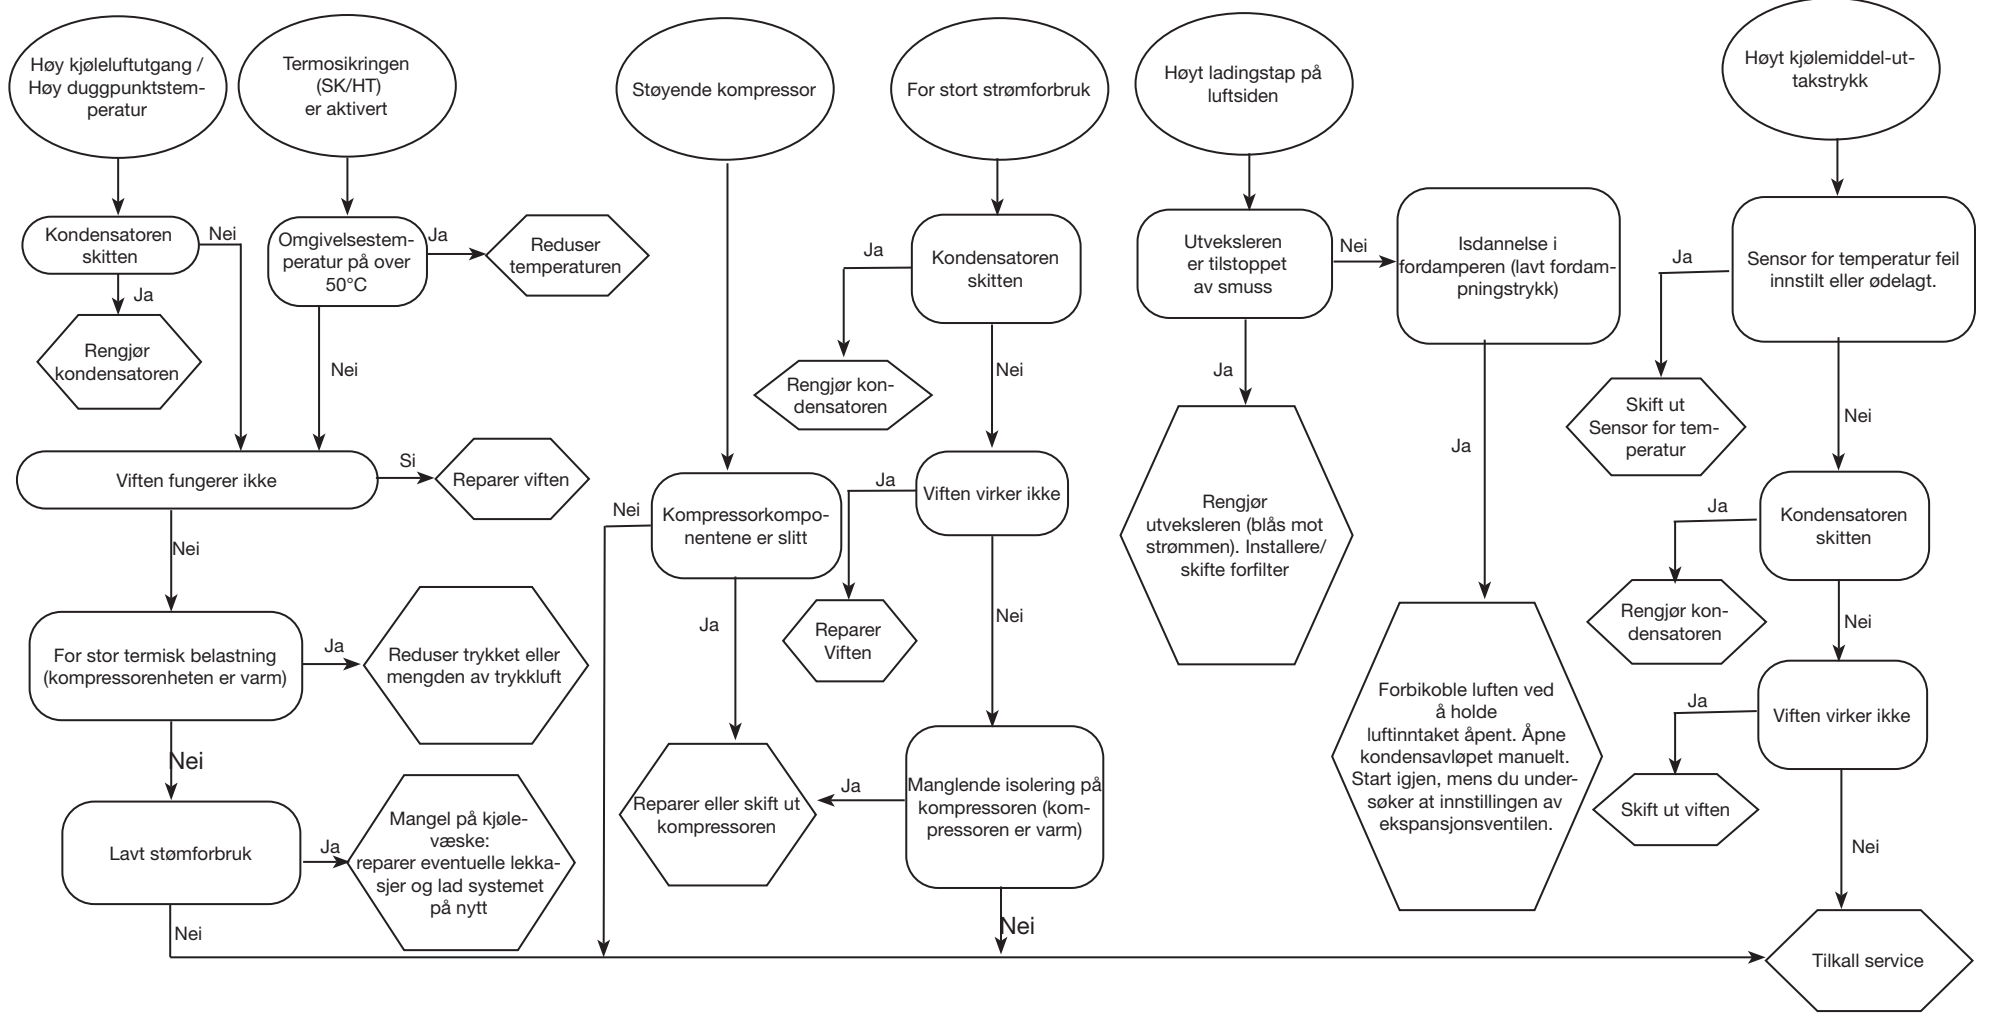 Høy kjøleluftutgang /
Høy duggpunktstem-
peratur
Kondensatoren
skitten
Nei
Ja
Rengjør
kondensatoren
Termosikringen
(SK/HT)
er aktivert
Omgivelsestem-
peratur på over
50°C
Ja
Reduser
temperaturen
Nei
Viften fungerer ikke
Si
Reparer viften
Nei
For stor termisk belastning
(kompressorenheten er varm)
Ja
Reduser trykket eller
mengden av trykkluft
Nei
Lavt stømforbruk
Ja
Mangel på kjøle-
væske:
reparer eventuelle lekka-
sjer og lad systemet
på nytt
Nei
Støyende kompressor
Kompressorkompo-
nentene er slitt
Nei
Ja
Reparer eller skift ut
kompressoren
For stort strømforbruk
Kondensatoren
skitten
Ja
Rengjør kon-
densatoren
Nei
Viften virker ikke
Ja
Reparer
Viften
Nei
Manglende isolering på
kompressoren (kom-
pressoren er varm)
Ja
Nei
Høyt ladingstap på
luftsiden
Utveksleren
er tilstoppet
av smuss
Nei
Ja
Rengjør
utveksleren (blås mot
strømmen). Installere/
skifte forfilter
Isdannelse i
fordamperen (lavt fordam-
pningstrykk)
Ja
Forbikoble luften ved
å holde
luftinntaket åpent. Åpne
kondensavløpet manuelt.
Start igjen, mens du under-
søker at innstillingen av
ekspansjonsventilen.
Høyt kjølemiddel-ut-
takstrykk
Sensor for temperatur feil
innstilt eller ødelagt.
Ja
Skift ut
Sensor for tem-
peratur
Nei
Kondensatoren
skitten
Ja
Rengjør kon-
densatoren
Nei
Viften virker ikke
Ja
Skift ut viften
Nei
Tilkall service